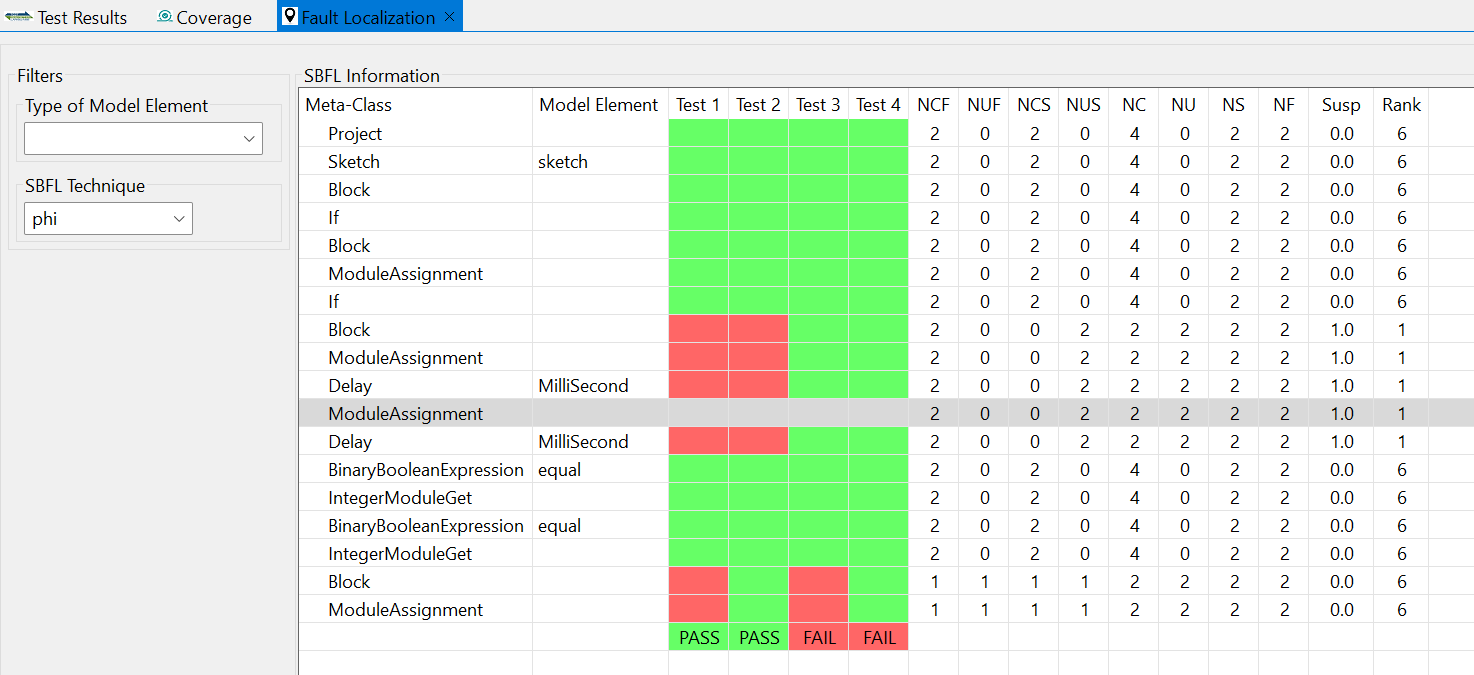 Test Results Coverage Fault Localization
Filters
SBFL Information
Type of Model Element
SBFL Technique
phi
Meta-Class Model Element Test 1 Test 2 Test 3 Test 4 NCF NUF NCS NUS NC NU NS NF Susp Rank
Project 2 0 2 0 4 0 2 2 0.0 6
Sketch sketch 2 0 2 0 4 0 2 2 0.0 6
Block 2 0 2 0 4 0 2 2 0.0 6
If 2 0 2 0 4 0 2 2 0.0 6
Block 2 0 2 0 4 0 2 2 0.0 6
ModuleAssignment 2 0 2 0 4 0 2 2 0.0 6
If 2 0 2 0 4 0 2 2 0.0 6
Block 2 0 0 2 2 2 2 2 1.0 1
ModuleAssignment 2 0 0 2 2 2 2 2 1.0 1
Delay MilliSecond 2 0 0 2 2 2 2 2 1.0 1
ModuleAssignment 2 0 0 2 2 2 2 2 1.0 1
Delay MilliSecond 2 0 0 2 2 2 2 2 1.0 1
BinaryBooleanExpression equal 2 0 2 0 4 0 2 2 0.0 6
IntegerModuleGet 2 0 2 0 4 0 2 2 0.0 6
BinaryBooleanExpression equal 2 0 2 0 4 0 2 2 0.0 6
IntegerModuleGet 2 0 2 0 4 0 2 2 0.0 6
Block 1 1 1 1 2 2 2 2 0.0 6
ModuleAssignment 1 1 1 1 2 2 2 2 0.0 6
PASS PASS FAIL FAIL